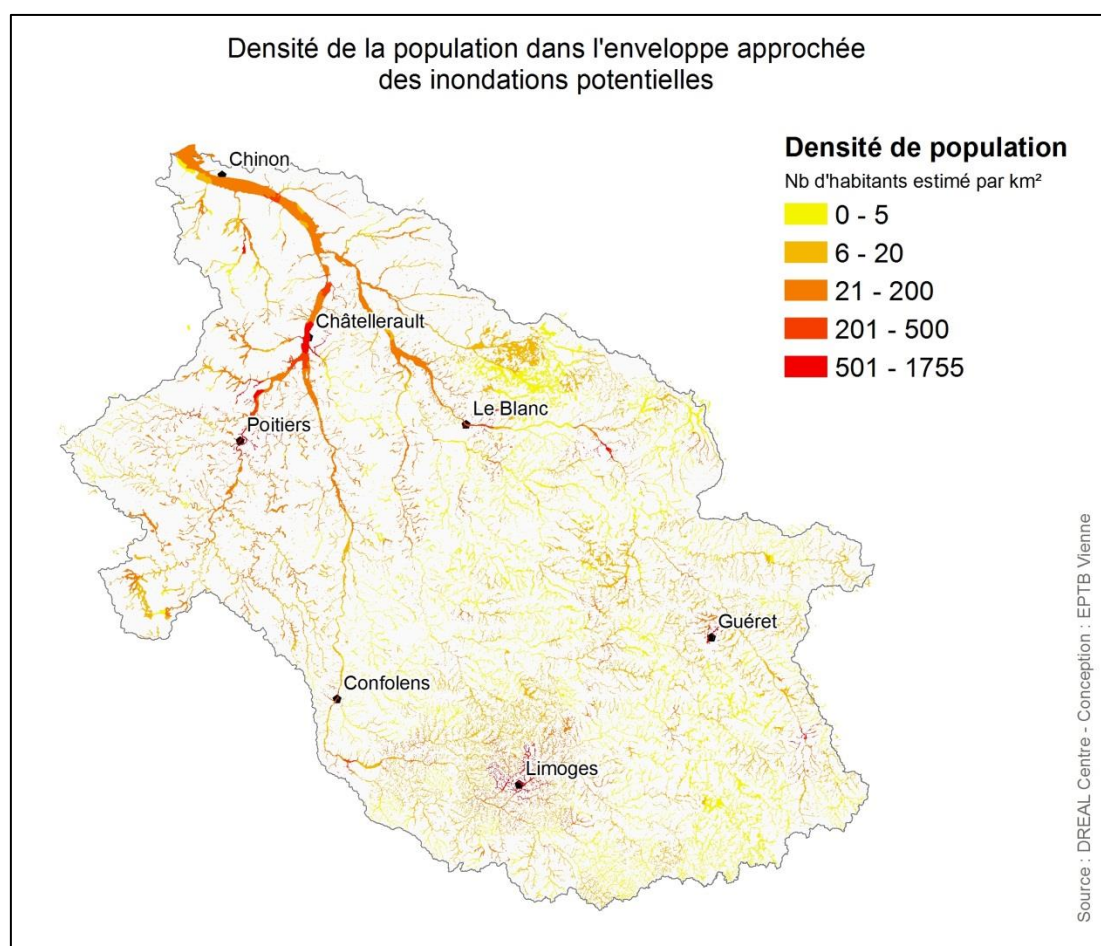 Densité de la population dans l'enveloppe approchée
des inondations potentielles
Densité de population
Nb d'habitants estimé par km²
0 - 5
6 - 20
21 - 200
201 - 500
501 - 1755
Chinon
Châtellerault
Le Blanc
Poitiers
Guéret
Confolens
Limoges
Source : DREAL Centre - Conception : EPTB Vienne